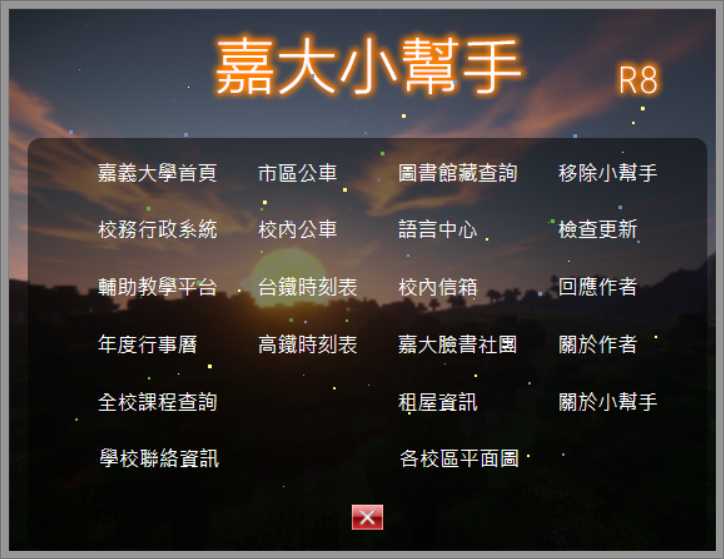 嘉大小幫手 R8
嘉義大學首頁 市區公車 圖書館藏查詢 移除小幫手
校務行政系統 校內公車 語言中心 檢查更新
輔助教學平台 台鐵時刻表 校內信箱 回應作者
年度行事曆 高鐵時刻表 嘉大臉書社團 關於作者
全校課程查詢 租屋資訊 關於小幫手
學校聯絡資訊 各校區平面圖